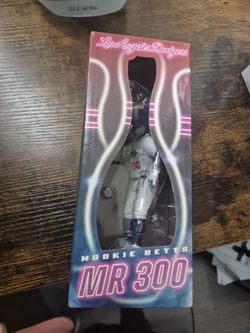 Los Angeles Dodgers
MOOKIE BETTS
MR 300